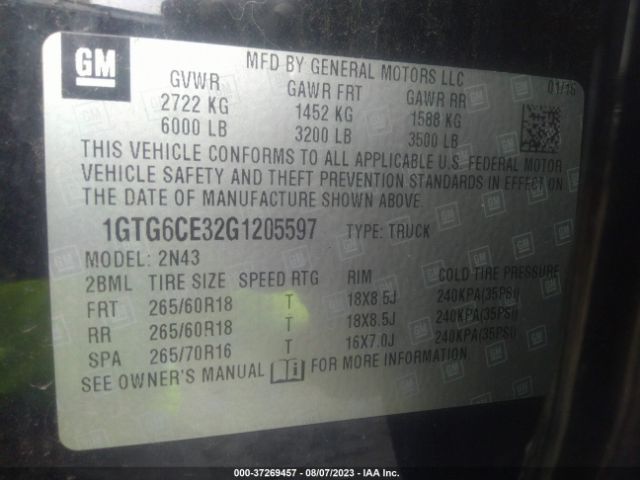 GM
MFD BY GENERAL MOTORS LLC
01/16
GVWR GAWR FRT GAWR RR
2722 KG 1452 KG 1588 KG
6000 LB 3200 LB 3500 LB
THIS VEHICLE CONFORMS TO ALL APPLICABLE U.S. FEDERAL MOTOR
VEHICLE SAFETY AND THEFT PREVENTION STANDARDS IN EFFECT ON
THE DATE OF MANUFACTURE SHOWN ABOVE.
1GTG6CE32G1205597 TYPE: TRUCK
MODEL: 2N43
2BML TIRE SIZE SPEED RTG RIM COLD TIRE PRESSURE
FRT 265/60R18 T 18X8.5J 240KPA(35PSI)
RR 265/60R18 T 18X8.5J 240KPA(35PSI)
SPA 265/70R16 T 16X7.0J 240KPA(35PSI)
SEE OWNER'S MANUAL FOR MORE INFORMATION
000-37269457 - 08/07/2023 - IAA Inc.